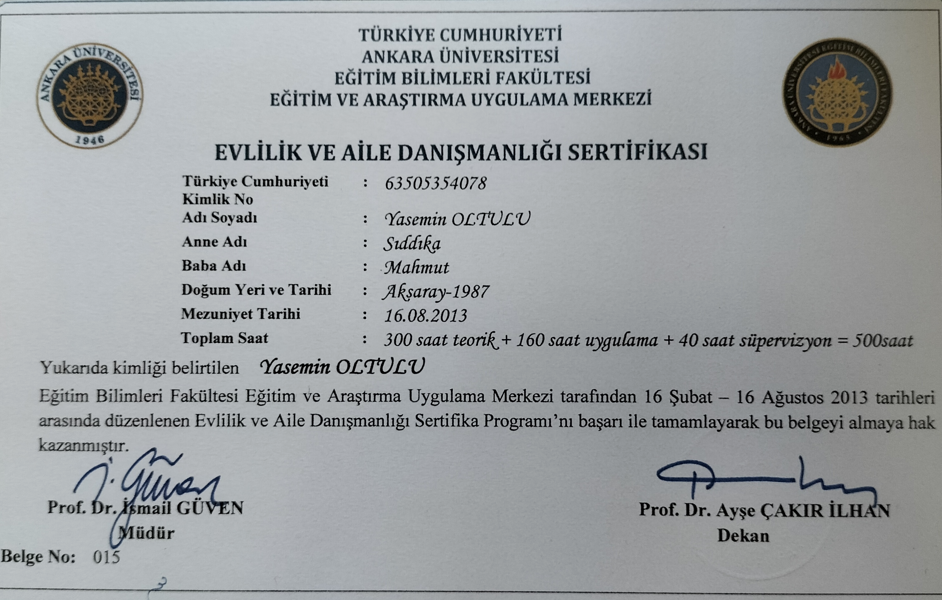 TÜRKİYE CUMHURİYETİ
ANKARA ÜNİVERSİTESİ
EĞİTİM BİLİMLERİ FAKÜLTESİ
EĞİTİM VE ARAŞTIRMA UYGULAMA MERKEZİ
ANKARA ÜNİVERSİTESİ
1946
EVLİLİK VE AİLE DANIŞMANLIĞI SERTİFİKASI
Türkiye Cumhuriyeti : 63505354078
Kimlik No
Adı Soyadı : Yasemin OLTULU
Anne Adı : Sıddıka
Baba Adı : Mahmut
Doğum Yeri ve Tarihi : Akşaray-1987
Mezuniyet Tarihi : 16.08.2013
Toplam Saat : 300 saat teorik + 160 saat uygulama + 40 saat süpervizyon = 500saat
Yukarıda kimliği belirtilen Yasemin OLTULU
Eğitim Bilimleri Fakültesi Eğitim ve Araştırma Uygulama Merkezi tarafından 16 Şubat – 16 Ağustos 2013 tarihleri
arasında düzenlenen Evlilik ve Aile Danışmanlığı Sertifika Programı'nı başarı ile tamamlayarak bu belgeyi almaya hak
kazanmıştır.
Prof. Dr. İsmail GÜVEN
Müdür
Prof. Dr. Ayşe ÇAKIR İLHAN
Dekan
Belge No: 015